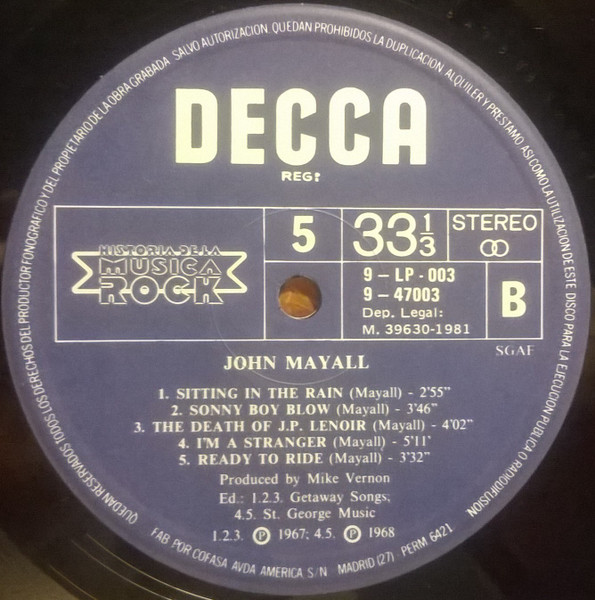 QUEDAN RESERVADOS TODOS LOS DERECHOS DEL PRODUCTOR FONOGRAFICO Y DEL PROPIETARIO DE LA OBRA GRABADA SALVO AUTORIZACION QUEDAN PROHIBIDOS LA DUPLICACION ALQUILER Y PRESTAMO ASI COMO LA UTILIZACION DE ESTE DISCO PARA LA EJECUCION PUBLICA O RADIODIFUSION.
DECCA
REGᴰ
HISTORIA DE LA
MUSICA
ROCK
5
33 1/3
STEREO
9 – LP · 003
9 – 47003
Dep. Legal:
M. 39630-1981
B
SGAE
JOHN MAYALL
1. SITTING IN THE RAIN (Mayall) - 2'55"
2. SONNY BOY BLOW (Mayall) - 3'46"
3. THE DEATH OF J.P. LENOIR (Mayall) - 4'02"
4. I'M A STRANGER (Mayall) - 5'11'
5. READY TO RIDE (Mayall) - 3'32"
Produced by Mike Vernon
Ed.: 1.2.3. Getaway Songs;
4.5. St. George Music
1.2.3. Ⓟ 1967; 4.5. Ⓟ 1968
FAB. POR COFASA AVDA AMERICA S/N MADRID (27) - PERM 6421